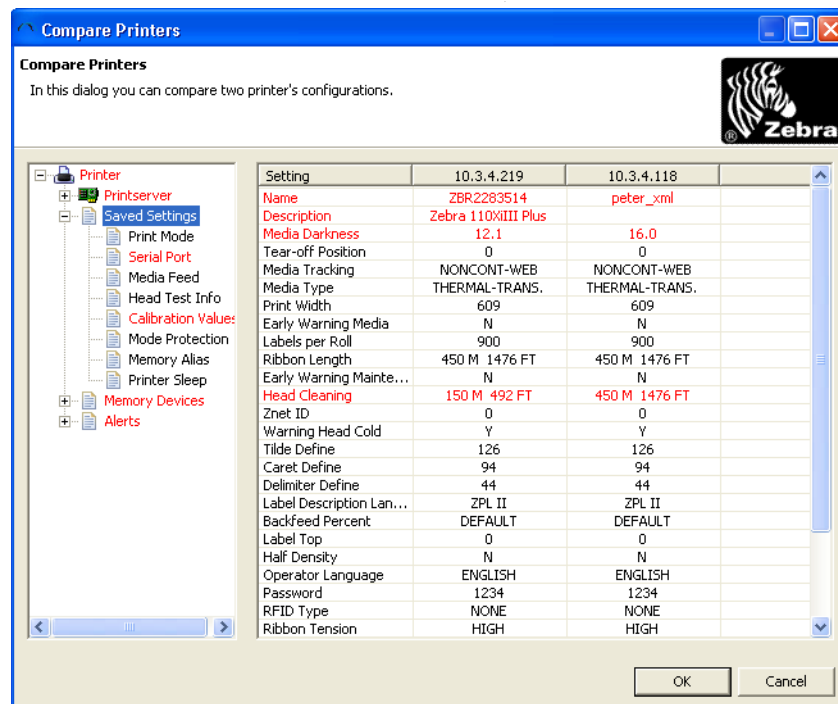 Compare Printers
Compare Printers
In this dialog you can compare two printer's configurations.
® Zebra
Printer
Printserver
Saved Settings
Print Mode
Serial Port
Media Feed
Head Test Info
Calibration Values
Mode Protection
Memory Alias
Printer Sleep
Memory Devices
Alerts
Setting 10.3.4.219 10.3.4.118
Name ZBR2283514 peter_xml
Description Zebra 110XiIII Plus
Media Darkness 12.1 16.0
Tear-off Position 0 0
Media Tracking NONCONT-WEB NONCONT-WEB
Media Type THERMAL-TRANS. THERMAL-TRANS.
Print Width 609 609
Early Warning Media N N
Labels per Roll 900 900
Ribbon Length 450 M 1476 FT 450 M 1476 FT
Early Warning Mainte... N N
Head Cleaning 150 M 492 FT 450 M 1476 FT
Znet ID 0 0
Warning Head Cold Y Y
Tilde Define 126 126
Caret Define 94 94
Delimiter Define 44 44
Label Description Lan... ZPL II ZPL II
Backfeed Percent DEFAULT DEFAULT
Label Top 0 0
Half Density N N
Operator Language ENGLISH ENGLISH
Password 1234 1234
RFID Type NONE NONE
Ribbon Tension HIGH HIGH
OK Cancel